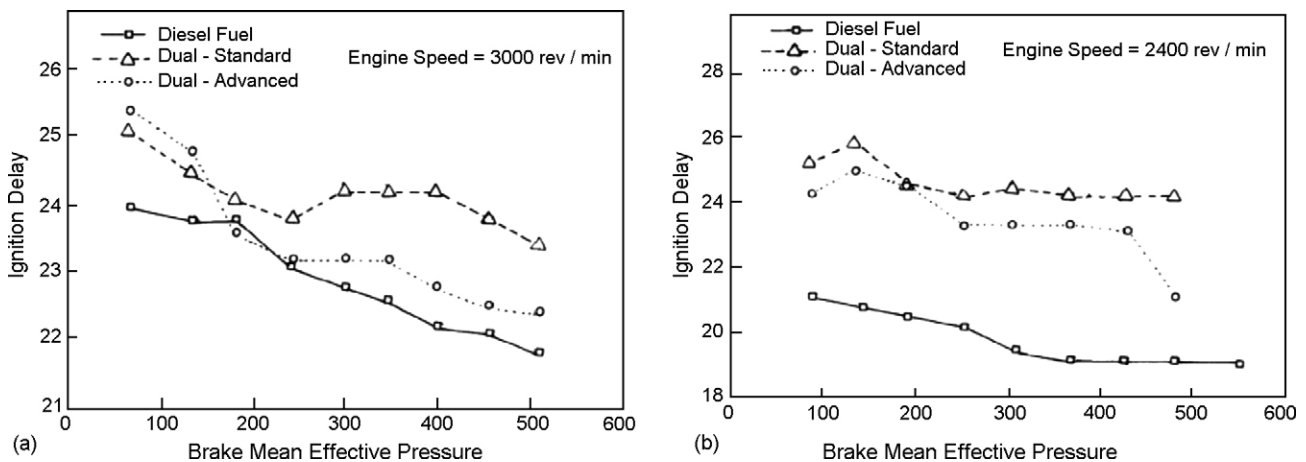 Diesel Fuel
Dual - Standard
Dual - Advanced
Engine Speed = 3000 rev / min
26
25
24
23
22
21
Ignition Delay
0 100 200 300 400 500 600
(a) Brake Mean Effective Pressure
Diesel Fuel
Dual - Standard
Dual - Advanced
Engine Speed = 2400 rev / min
28
26
24
22
20
18
Ignition Delay
0 100 200 300 400 500 600
(b) Brake Mean Effective Pressure